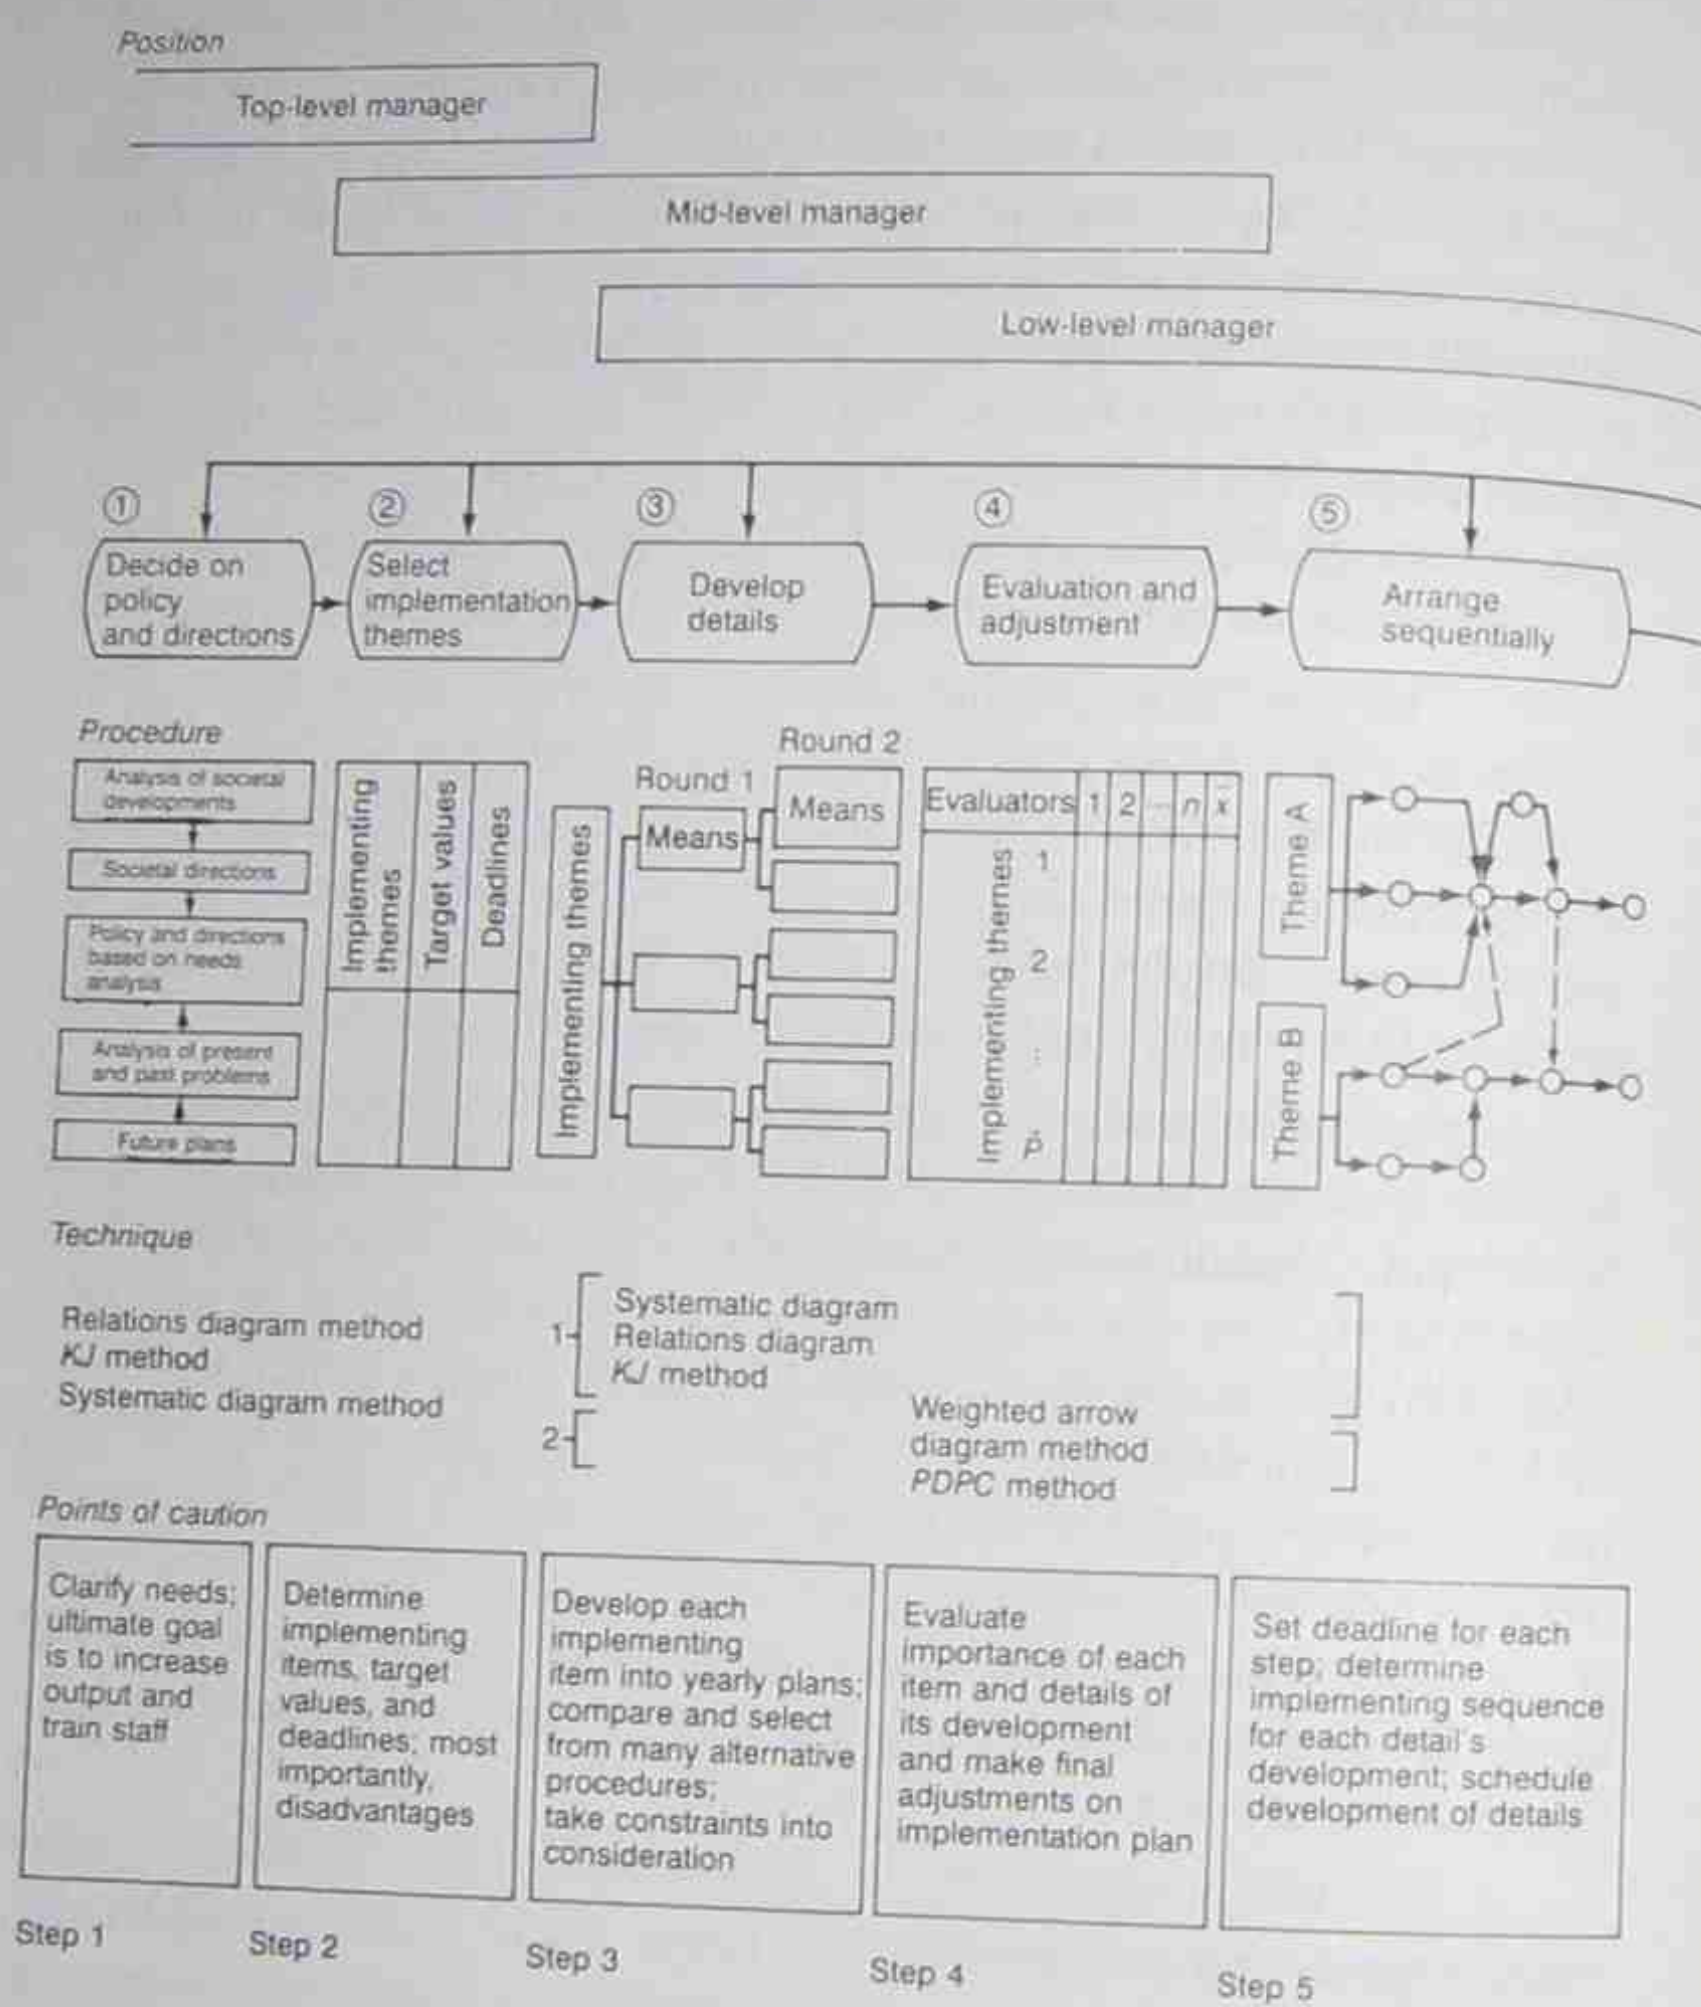 Position
Top-level manager
Mid-level manager
Low-level manager
1
2
3
4
5
Decide on
policy
and directions
Select
implementation
themes
Develop
details
Evaluation and
adjustment
Arrange
sequentially
Procedure
Analysis of societal
developments
Societal directions
Policy and directions
based on needs
analysis
Analysis of present
and past problems
Future plans
Implementing
themes
Target values
Deadlines
Implementing themes
Round 1
Means
Round 2
Means
Evaluators 1 2 ... n x
Implementing themes
1
2
...
p
Theme A
Theme B
Technique
Relations diagram method
KJ method
Systematic diagram method
1
Systematic diagram
Relations diagram
KJ method
2
Weighted arrow
diagram method
PDPC method
Points of caution
Clarify needs;
ultimate goal
is to increase
output and
train staff
Determine
implementing
items, target
values, and
deadlines; most
importantly,
disadvantages
Develop each
implementing
item into yearly plans;
compare and select
from many alternative
procedures;
take constraints into
consideration
Evaluate
importance of each
item and details of
its development
and make final
adjustments on
implementation plan
Set deadline for each
step; determine
implementing sequence
for each detail's
development; schedule
development of details
Step 1
Step 2
Step 3
Step 4
Step 5